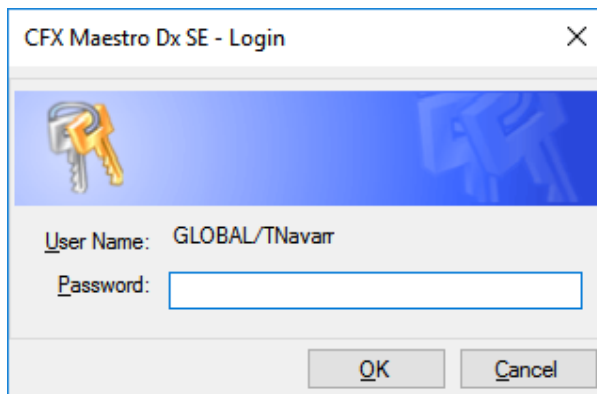 CFX Maestro Dx SE - Login
User Name: GLOBAL/TNavarr
Password:
OK Cancel